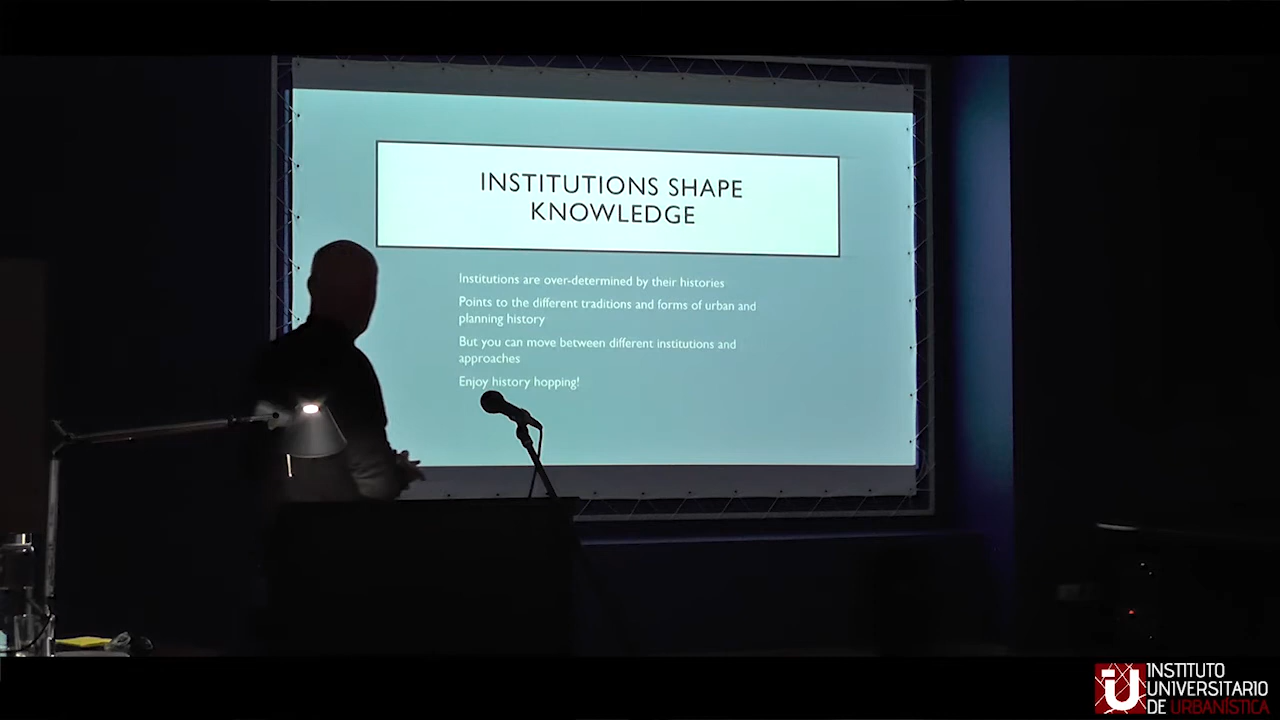 INSTITUTIONS SHAPE
KNOWLEDGE
Institutions are over-determined by their histories
Points to the different traditions and forms of urban and
planning history
But you can move between different institutions and
approaches
Enjoy history hopping!
INSTITUTO
UNIVERSITARIO
DE URBANÍSTICA